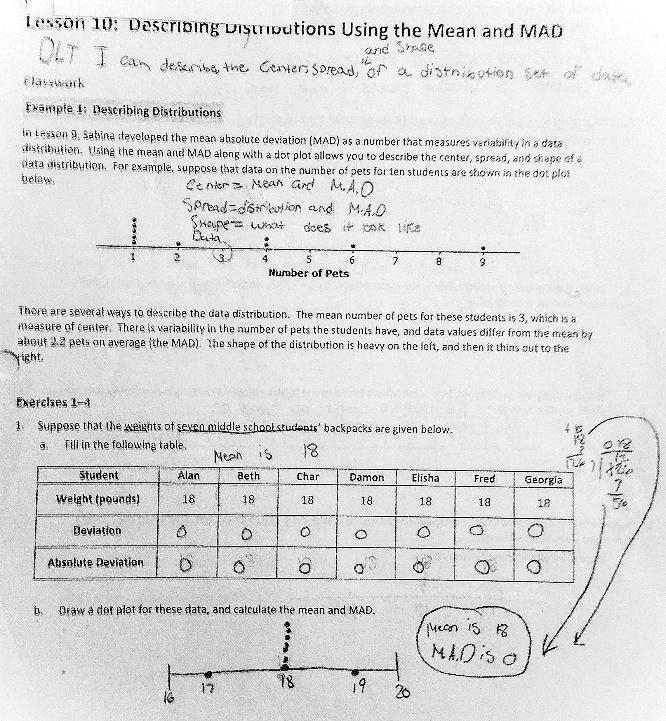 Lesson 10: Describing Distributions Using the Mean and MAD
and Shape
OLT I can describe the Center, Spread, of a distribution set of data
Classwork
Example 1: Describing Distributions
In Lesson 9, Sabina developed the mean absolute deviation (MAD) as a number that measures variability in a data
distribution. Using the mean and MAD along with a dot plot allows you to describe the center, spread, and shape of a
data distribution. For example, suppose that data on the number of pets for ten students are shown in the dot plot
below.
Center = Mean and M.A.D
Spread = distribution and M.A.D
Shape = what does it look like
Data
1 2 3 4 5 6 7 8 9
Number of Pets
There are several ways to describe the data distribution. The mean number of pets for these students is 3, which is a
measure of center. There is variability in the number of pets the students have, and data values differ from the mean by
about 2.2 pets on average (the MAD). The shape of the distribution is heavy on the left, and then it thins out to the
right.
Exercises 1–4
1. Suppose that the weights of seven middle school students' backpacks are given below.
a. Fill in the following table.
Mean is 18
Student Alan Beth Char Damon Elisha Fred Georgia
Weight (pounds) 18 18 18 18 18 18 18
Deviation 0 0 0 0 0 0 0
Absolute Deviation 0 0 0 0 0 0 0
18
7
126
018
7 126
7
56
b. Draw a dot plot for these data, and calculate the mean and MAD.
Mean is 18
M.A.D is 0
16 17 18 19 20